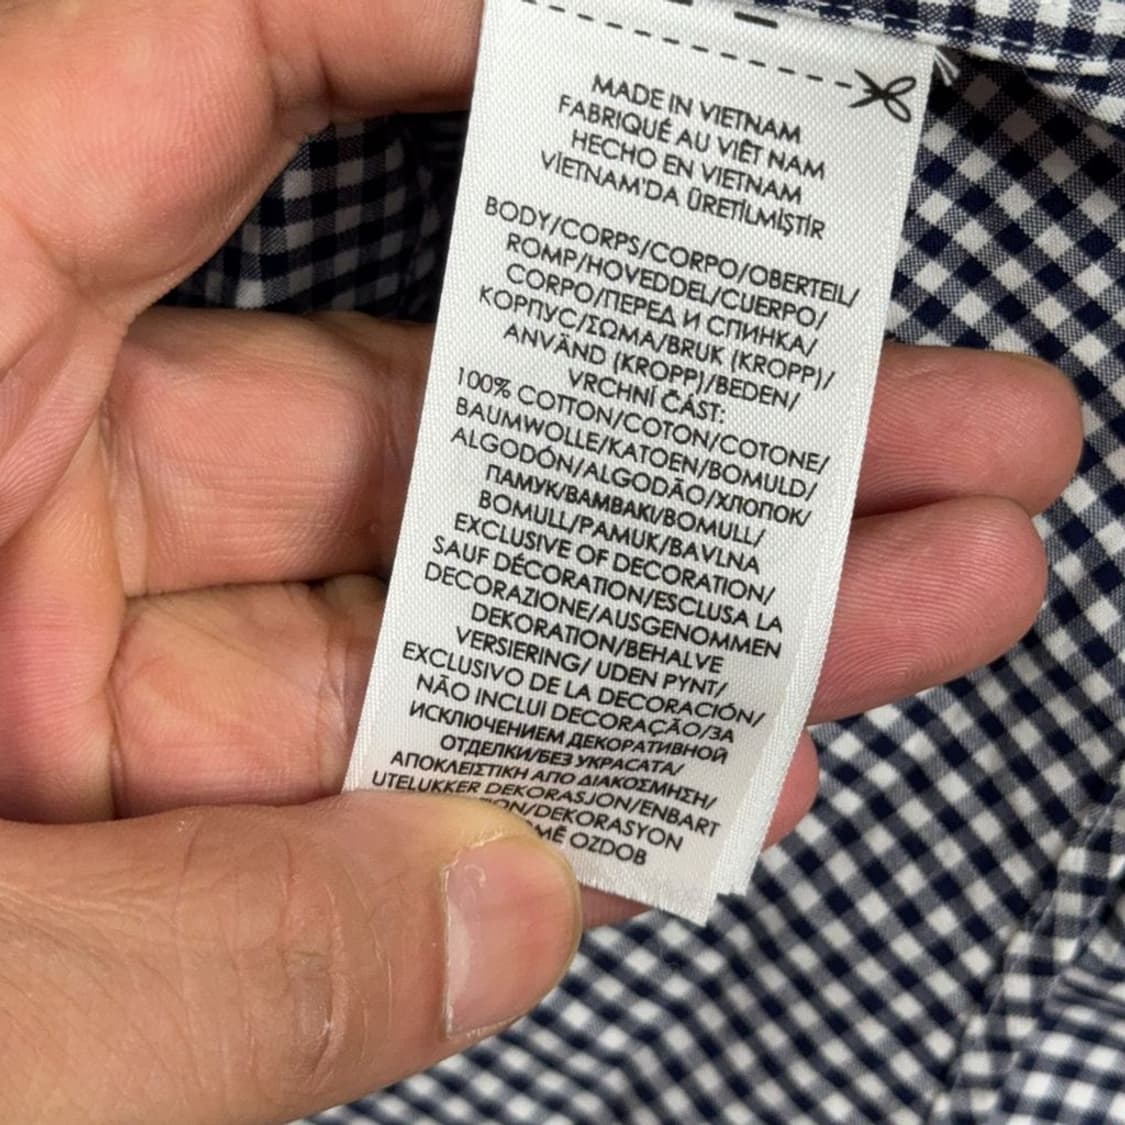 MADE IN VIETNAM
FABRIQUÉ AU VIÊT NAM
HECHO EN VIETNAM
VİETNAM'DA ÜRETİLMİŞTİR
BODY/CORPS/CORPO/OBERTEIL/
ROMP/HOVEDDEL/CUERPO/
CORPO/ПЕРЕД И СПИНКА/
КОРПУС/ΣΩΜΑ/BRUK (KROPP)/
ANVÄND (KROPP)/BEDEN/
VRCHNÍ ČÁST:
100% COTTON/COTON/COTONE/
BAUMWOLLE/KATOEN/BOMULD/
ALGODÓN/ALGODÃO/ХЛОПОК/
ПАМУК/ΒΑΜΒΑΚΙ/BOMULL/
BOMULL/PAMUK/BAVLNA
EXCLUSIVE OF DECORATION/
SAUF DÉCORATION/ESCLUSA LA
DECORAZIONE/AUSGENOMMEN
DEKORATION/BEHALVE
VERSIERING/ UDEN PYNT/
EXCLUSIVO DE LA DECORACIÓN/
NÃO INCLUI DECORAÇÃO/ЗА
ИСКЛЮЧЕНИЕМ ДЕКОРАТИВНОЙ
ОТДЕЛКИ/БЕЗ УКРАСАТА/
ΑΠΟΚΛΕΙΣΤΙΚΗ ΑΠΟ ΔΙΑΚΟΣΜΗΣΗ/
UTELUKKER DEKORASJON/ENBART
ON/DEKORASYON
MĚ OZDOB